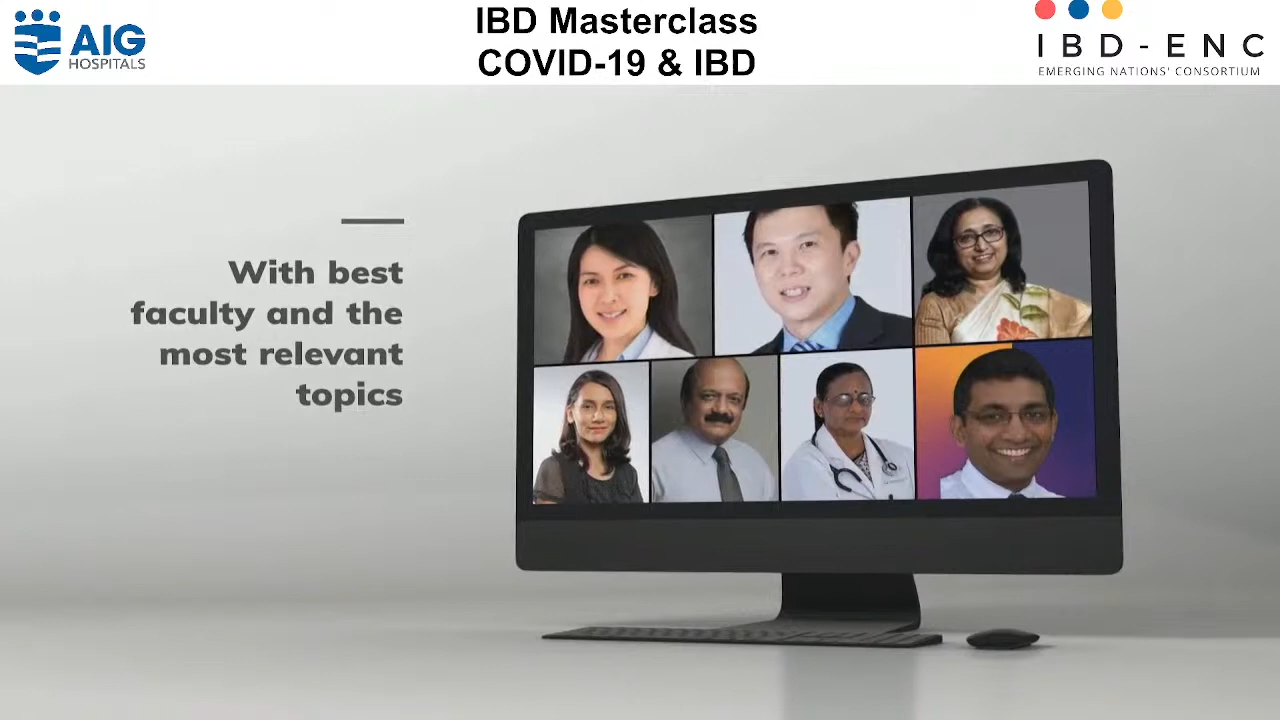 AIG
HOSPITALS
IBD Masterclass
COVID-19 & IBD
IBD-ENC
EMERGING NATIONS' CONSORTIUM
With best
faculty and the
most relevant
topics